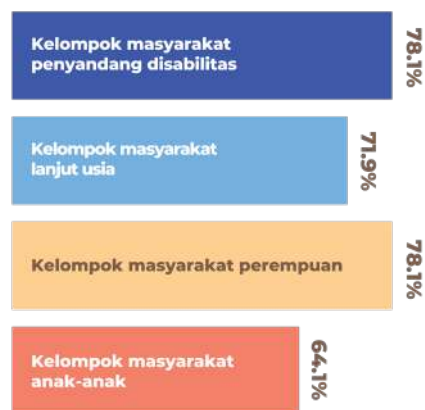 Kelompok masyarakat
penyandang disabilitas
78.1%
Kelompok masyarakat
lanjut usia
71.9%
Kelompok masyarakat perempuan
78.1%
Kelompok masyarakat
anak-anak
64.1%